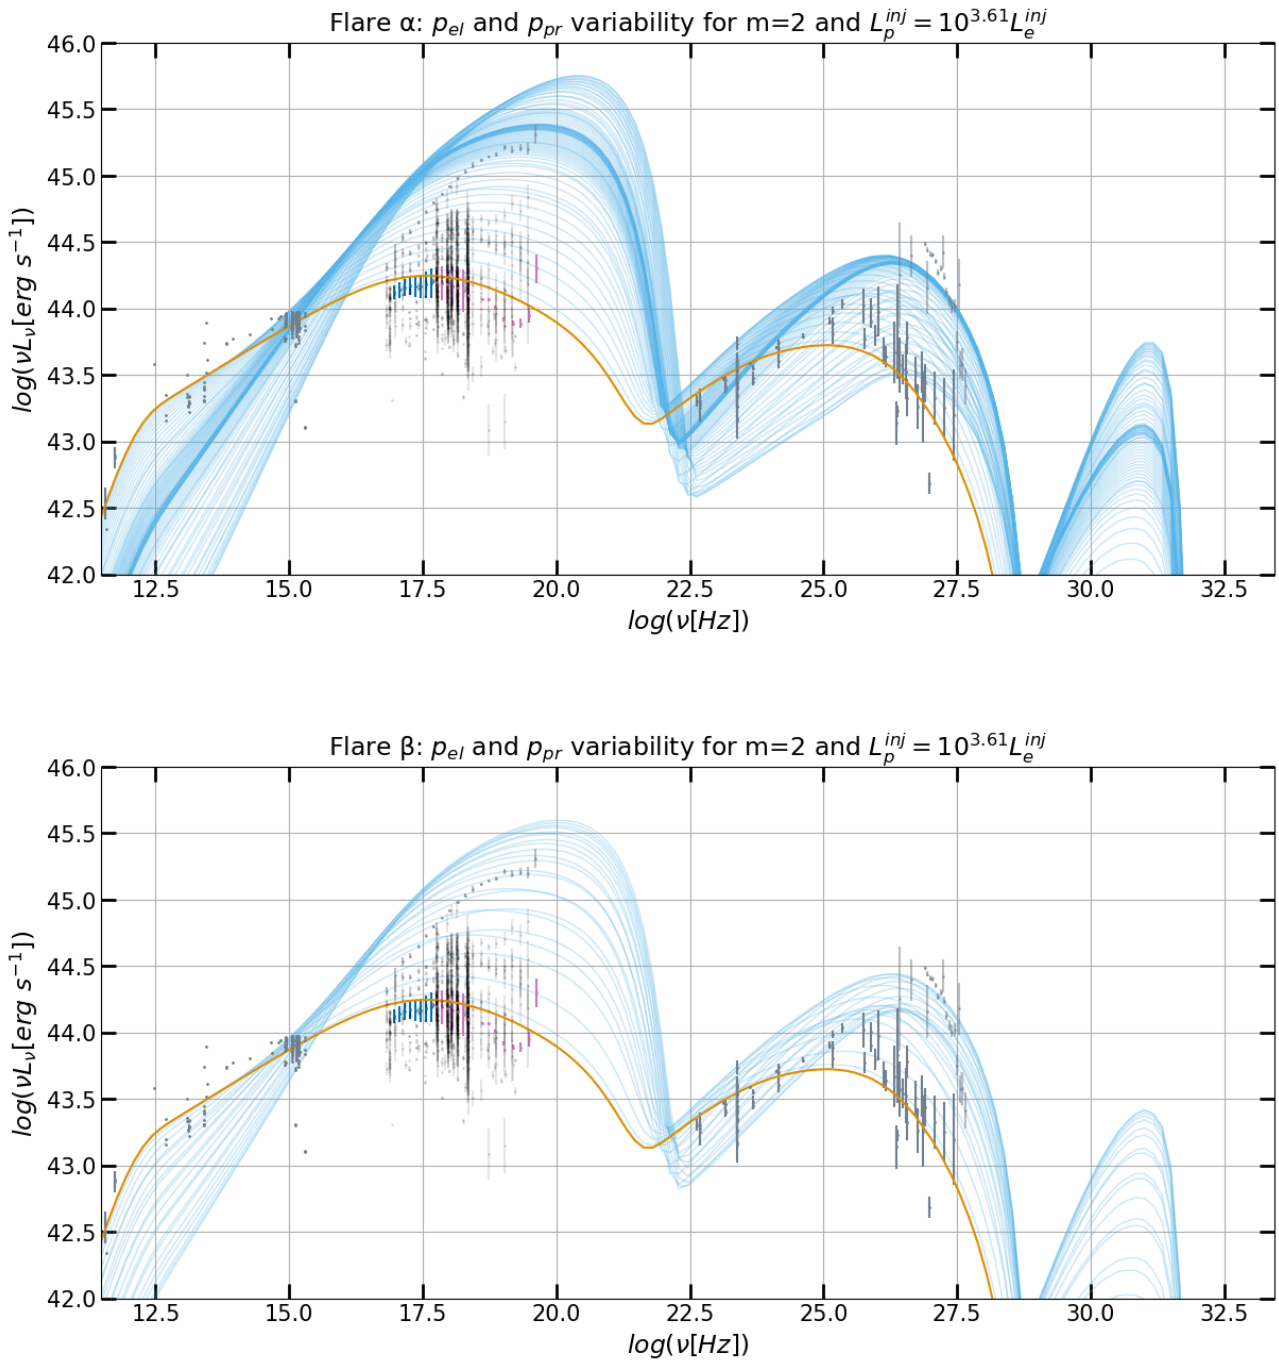 Flare α: p_el and p_pr variability for m=2 and L_p^inj = 10^3.61 L_e^inj
46.0
45.5
45.0
44.5
44.0
43.5
43.0
42.5
42.0
log(νL_ν[erg s^−1])
12.5 15.0 17.5 20.0 22.5 25.0 27.5 30.0 32.5
log(ν[Hz])
Flare β: p_el and p_pr variability for m=2 and L_p^inj = 10^3.61 L_e^inj
46.0
45.5
45.0
44.5
44.0
43.5
43.0
42.5
42.0
log(νL_ν[erg s^−1])
12.5 15.0 17.5 20.0 22.5 25.0 27.5 30.0 32.5
log(ν[Hz])